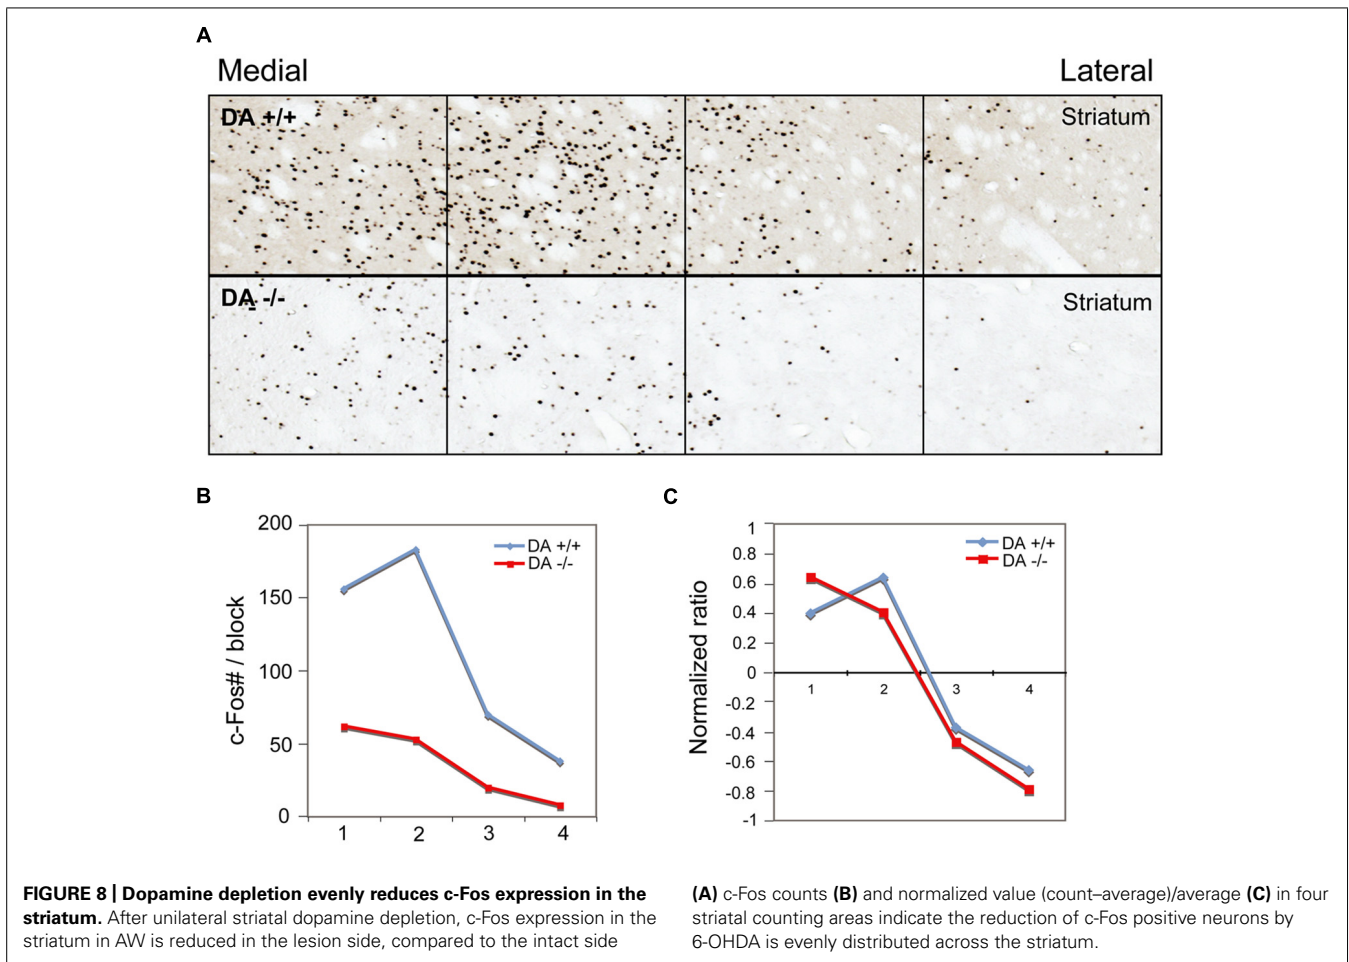 A
Medial
Lateral
DA +/+
Striatum
DA -/-
Striatum
B
200
150
100
50
0
c-Fos# / block
DA +/+
DA -/-
1 2 3 4
C
1
0.8
0.6
0.4
0.2
0
-0.2
-0.4
-0.6
-0.8
-1
Normalized ratio
DA +/+
DA -/-
1 2 3 4
FIGURE 8 | Dopamine depletion evenly reduces c-Fos expression in the
striatum. After unilateral striatal dopamine depletion, c-Fos expression in the
striatum in AW is reduced in the lesion side, compared to the intact side
(A) c-Fos counts (B) and normalized value (count–average)/average (C) in four
striatal counting areas indicate the reduction of c-Fos positive neurons by
6-OHDA is evenly distributed across the striatum.